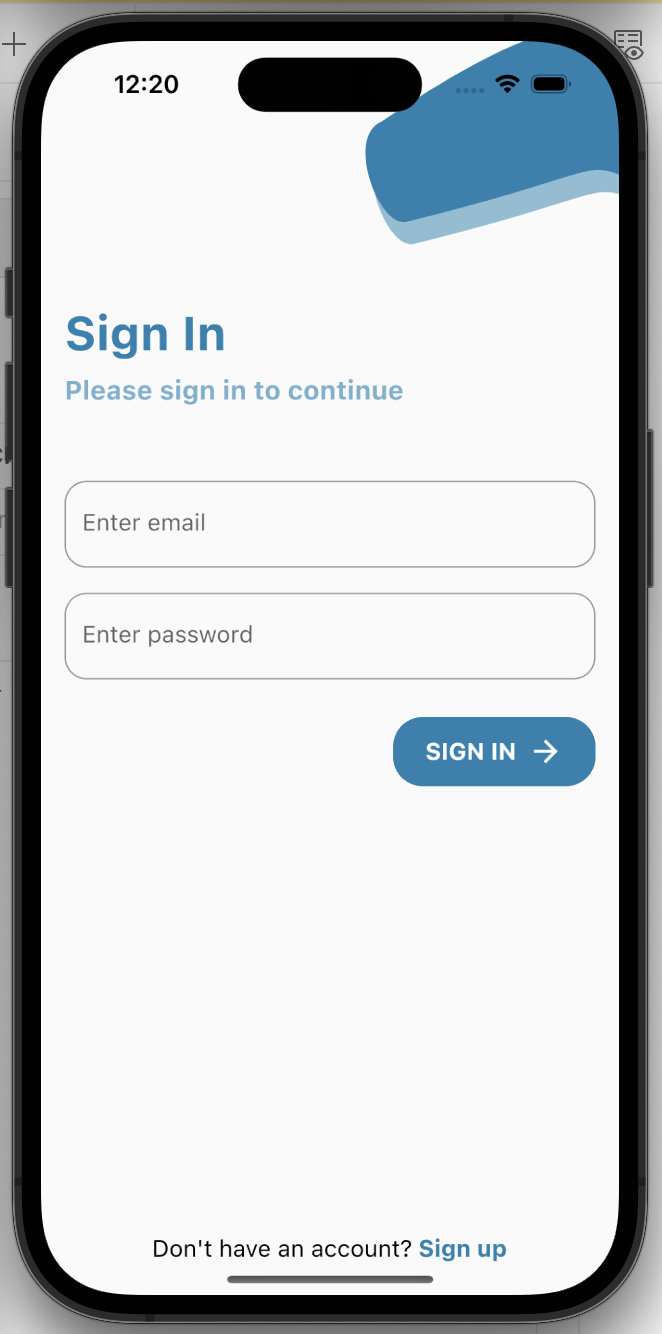 12:20
Sign In
Please sign in to continue
Enter email
Enter password
SIGN IN
Don't have an account? Sign up